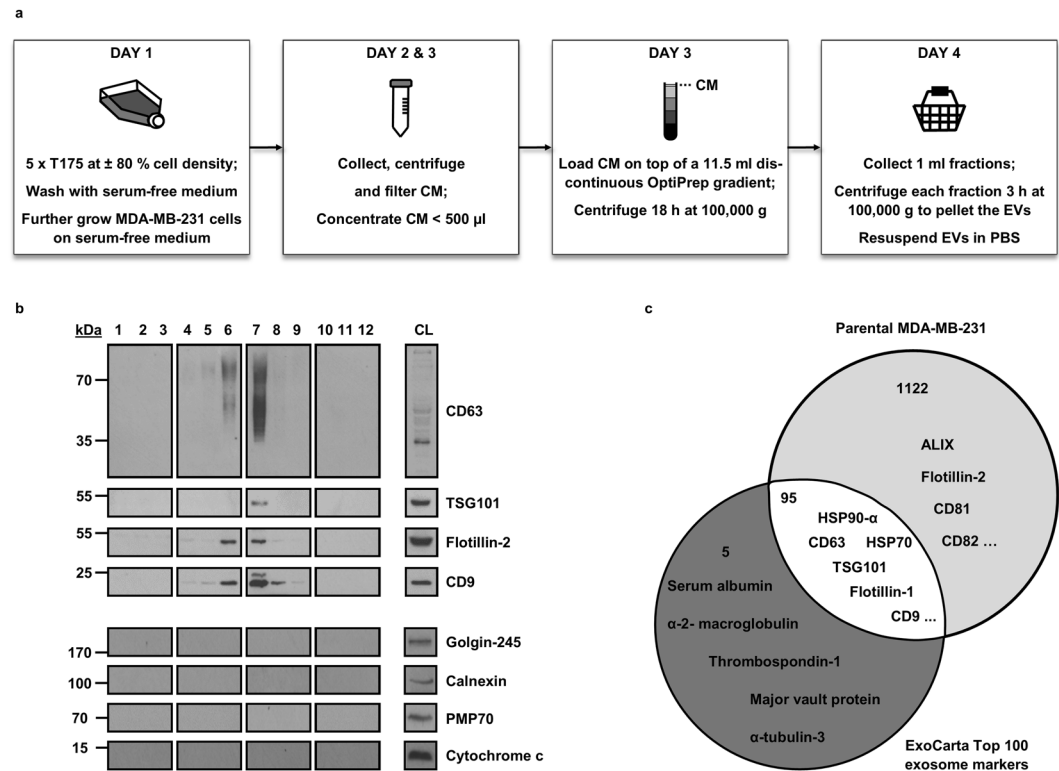 a
DAY 1
5 x T175 at ± 80 % cell density;
Wash with serum-free medium
Further grow MDA-MB-231 cells
on serum-free medium
DAY 2 & 3
Collect, centrifuge
and filter CM;
Concentrate CM < 500 µl
DAY 3
CM
Load CM on top of a 11.5 ml dis-
continuous OptiPrep gradient;
Centrifuge 18 h at 100,000 g
DAY 4
Collect 1 ml fractions;
Centrifuge each fraction 3 h at
100,000 g to pellet the EVs
Resuspend EVs in PBS
b
kDa 1 2 3 4 5 6 7 8 9 10 11 12 CL
70
35
CD63
55
TSG101
55
Flotillin-2
25
CD9
170
Golgin-245
100
Calnexin
70
PMP70
15
Cytochrome c
c
Parental MDA-MB-231
1122
ALIX
Flotillin-2
CD81
CD82 ...
95
HSP90-α
CD63 HSP70
TSG101
Flotillin-1
CD9 ...
5
Serum albumin
α-2- macroglobulin
Thrombospondin-1
Major vault protein
α-tubulin-3
ExoCarta Top 100
exosome markers